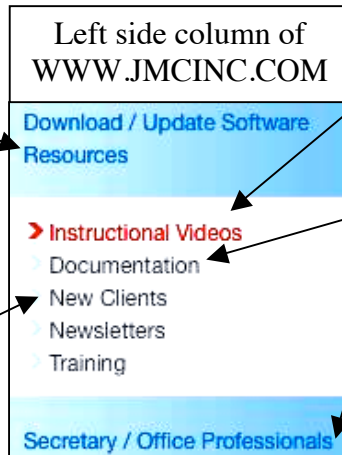 Left side column of
WWW.JMCINC.COM
Download / Update Software
Resources
Instructional Videos
Documentation
New Clients
Newsletters
Training
Secretary / Office Professionals